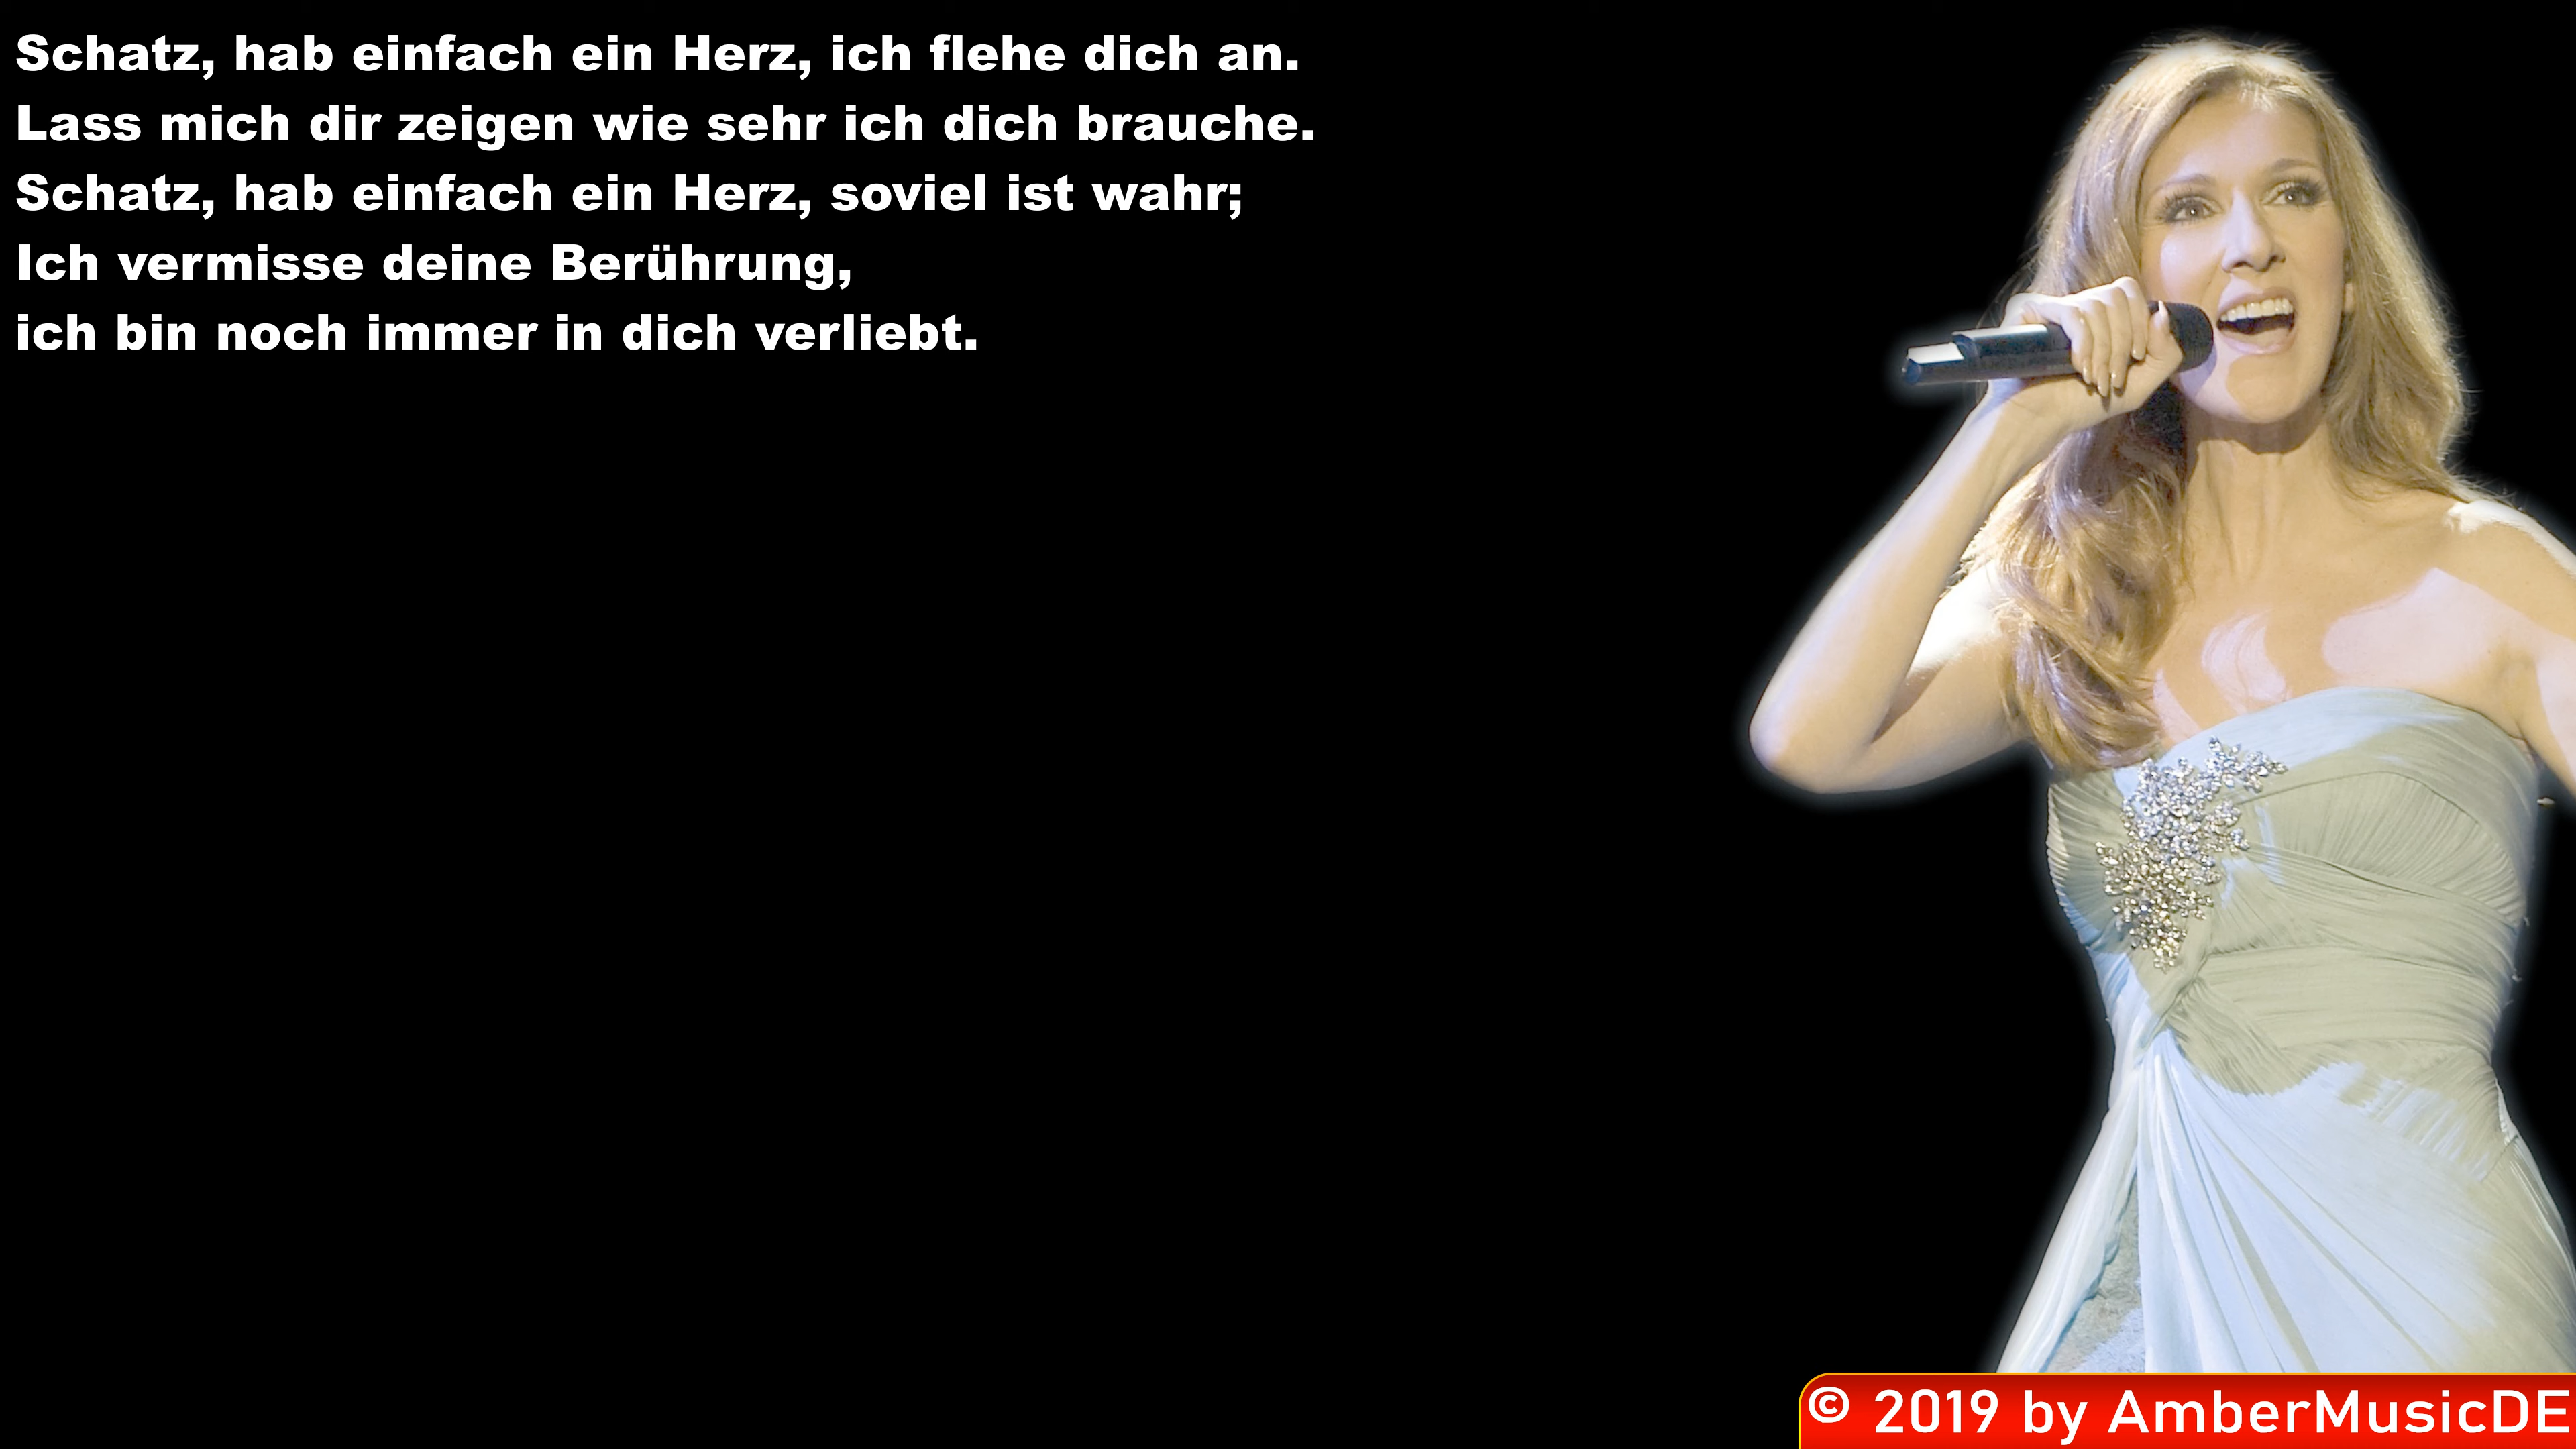 Schatz, hab einfach ein Herz, ich flehe dich an.
Lass mich dir zeigen wie sehr ich dich brauche.
Schatz, hab einfach ein Herz, soviel ist wahr;
Ich vermisse deine Berührung,
ich bin noch immer in dich verliebt.
© 2019 by AmberMusicDE